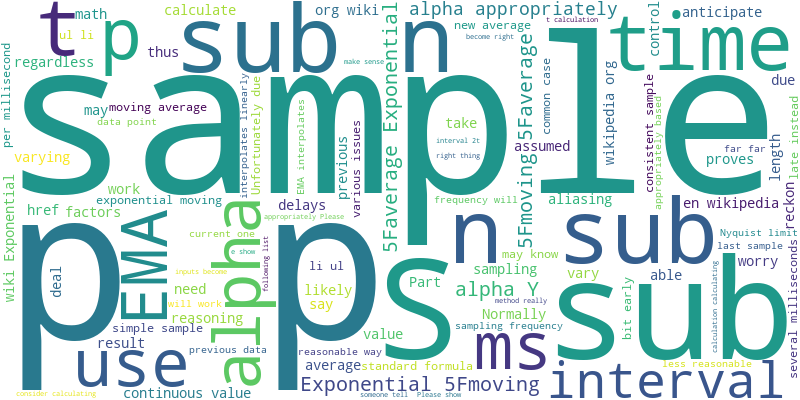 sample
p
p
sub
n
time
t
p
s
sub
n
sub
use
EMA
alpha
ms
interval
alpha appropriately
anticipate
control
calculate
math
ul li
org wiki
new average
t calculation
become right
make sense
regardless
thus
may
moving average
data point
per millisecond
varying
work
exponential moving
href
factors
wiki Exponential
deal
need
reasoning
simple sample
result
previous data
continuous value
consider calculating
will work
current one
inputs become
e show
following list
appropriately Please
delays
li ul
likely
say
reasonable way
average
value
standard formula
someone tell Please show
Exponential 5Fmoving
Part
alpha Y
sampling
Normally
sampling frequency
method really
may know
vary
frequency will
interval 2t
right thing
take
previous
various issues
EMA interpolates
interpolates linearly
Unfortunately due
5Faverage Exponential
5Fmoving 5Faverage
common case
assumed
aliasing
wikipedia org
en wikipedia
consistent sample
appropriately based
proves
far far
due
late instead
length
reckon
Nyquist limit
last sample
worry
able
bit early
less reasonable
calculation calculating
several milliseconds